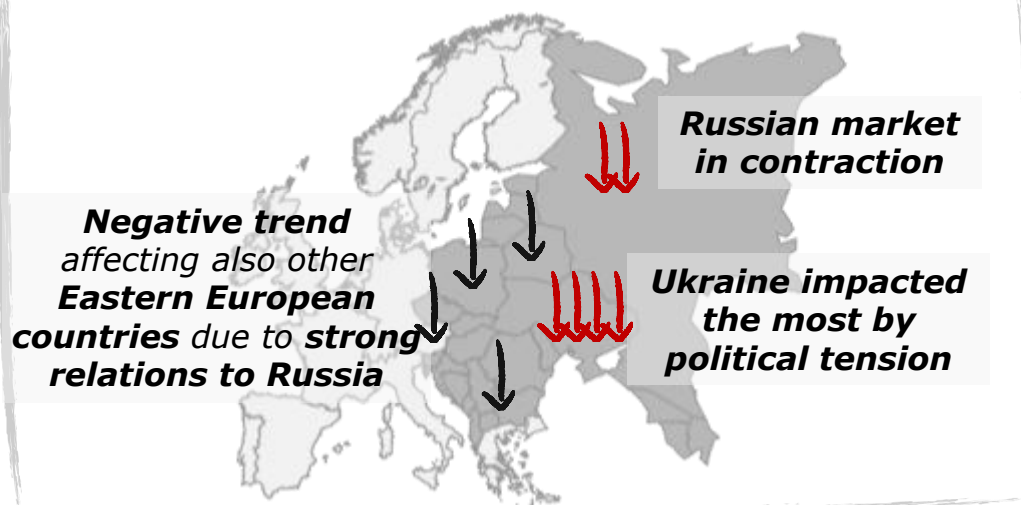 Russian market
in contraction
Negative trend
affecting also other
Eastern European
countries due to strong
relations to Russia
Ukraine impacted
the most by
political tension